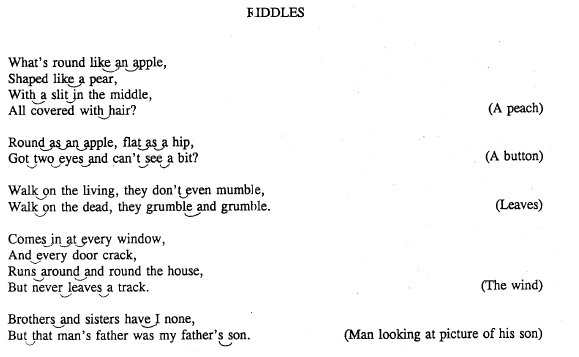 RIDDLES
What's round like an apple,
Shaped like a pear,
With a slit in the middle,
All covered with hair? (A peach)
Round as an apple, flat as a hip,
Got two eyes and can't see a bit? (A button)
Walk on the living, they don't even mumble,
Walk on the dead, they grumble and grumble. (Leaves)
Comes in at every window,
And every door crack,
Runs around and round the house,
But never leaves a track. (The wind)
Brothers and sisters have I none,
But that man's father was my father's son. (Man looking at picture of his son)